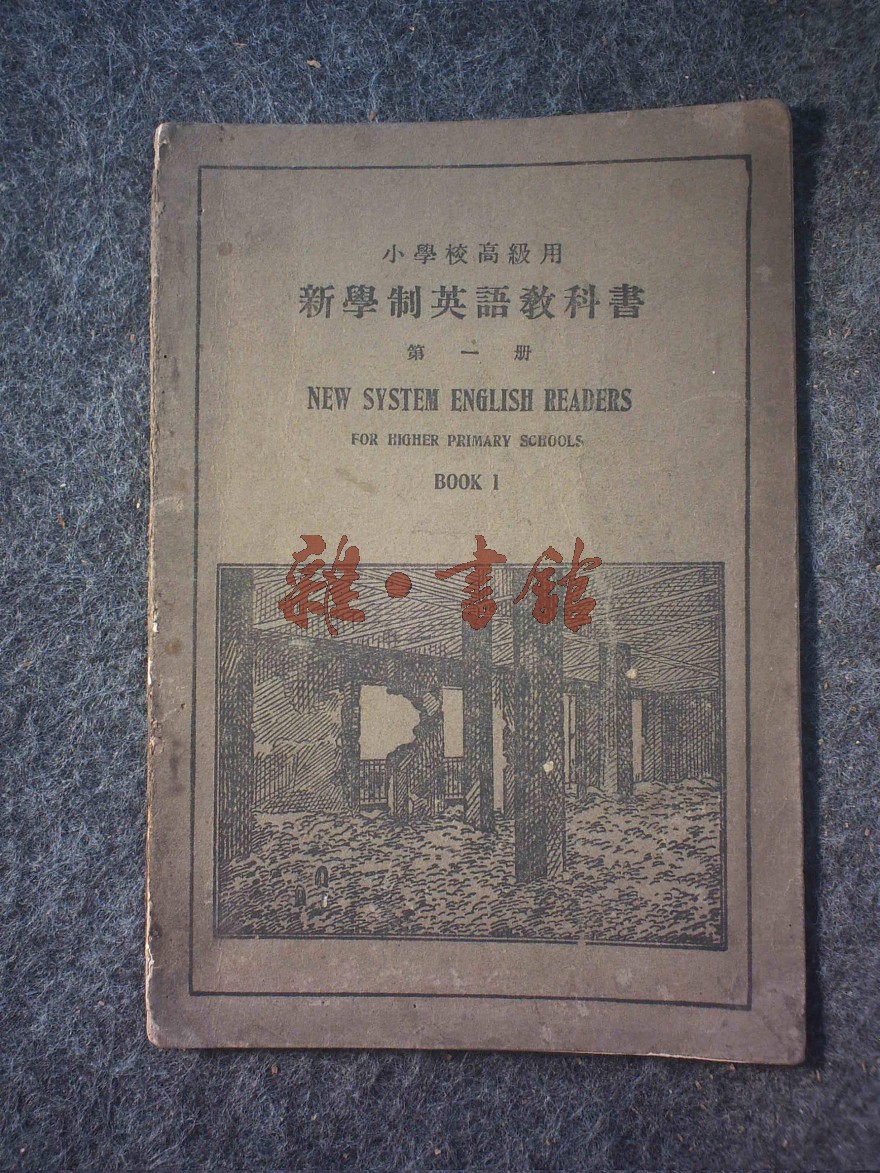 小學校高級用
新學制英語教科書
第一册
NEW SYSTEM ENGLISH READERS
FOR HIGHER PRIMARY SCHOOLS
BOOK 1
雜·書館